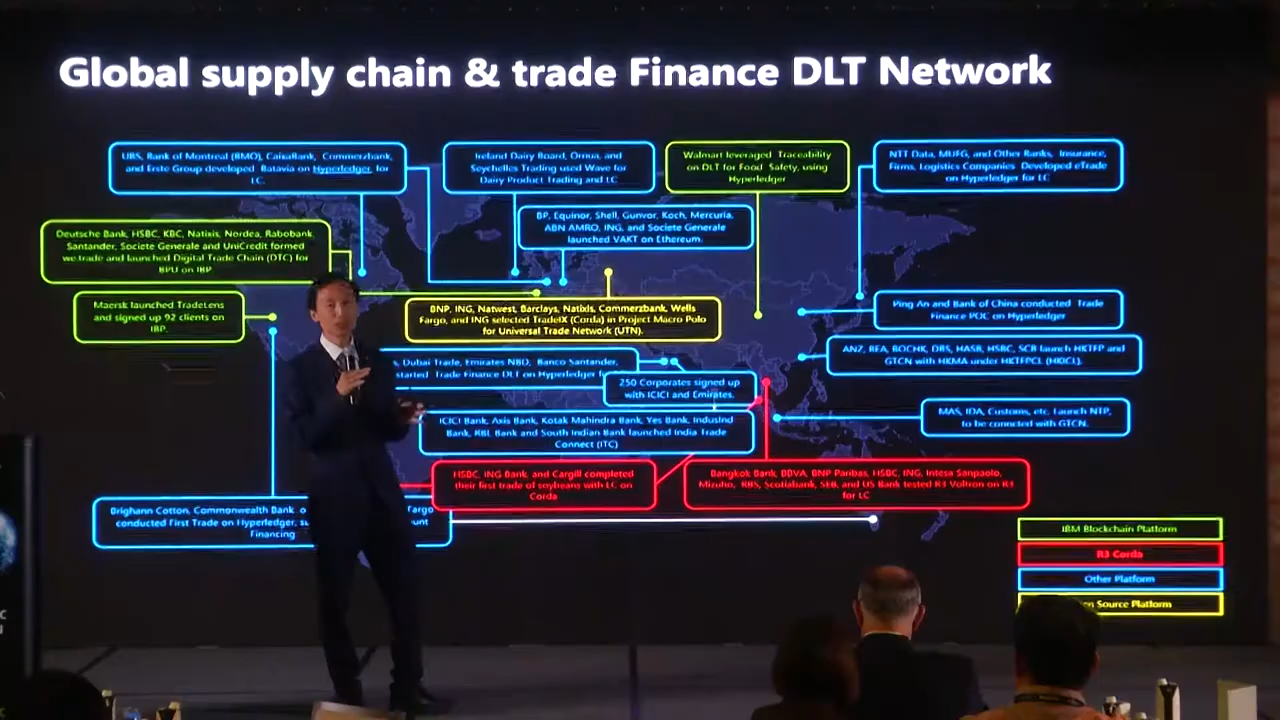 Global supply chain & trade Finance DLT Network
UBS, Bank of Montreal (BMO), CaixaBank, Commerzbank,
and Erste Group developed Batavia on Hyperledger, for
LC.
Ireland Dairy Board, Ornua, and
Seychelles Trading used Wave for
Dairy Product Trading and LC
Walmart leveraged Traceability
on DLT for Food Safety, using
Hyperledger
NTT Data, MUFG, and Other Banks, Insurance,
Firms, Logistics Companies Developed eTrade
on Hyperledger for LC
BP, Equinor, Shell, Gunvor, Koch, Mercuria,
ABN AMRO, ING, and Societe Generale
launched VAKT on Ethereum.
Deutsche Bank, HSBC, KBC, Natixis, Nordea, Rabobank,
Santander, Societe Generale and UniCredit formed
we.trade and launched Digital Trade Chain (DTC) for
BPU on IBP
Maersk launched TradeLens
and signed up 92 clients on
IBP.
BNP, ING, Natwest, Barclays, Natixis, Commerzbank, Wells
Fargo, and ING selected TradeIX (Corda) in Project Macro Polo
for Universal Trade Network (UTN).
Ping An and Bank of China conducted Trade
Finance POC on Hyperledger
ANZ, BEA, BOCHK, DBS, HASB, HSBC, SCB launch HKTFP and
GTCN with HKMA under HKTFPCL (HKICL).
s, Dubai Trade, Emirates NBD, Banco Santander,
started Trade Finance DLT on Hyperledger
250 Corporates signed up
with ICICI and Emirates.
MAS, IDA, Customs, etc. Launch NTP,
to be conncted with GTCN.
ICICI Bank, Axis Bank, Kotak Mahindra Bank, Yes Bank, IndusInd
Bank, RBL Bank and South Indian Bank launched India Trade
Connect (ITC)
HSBC, ING Bank, and Cargill completed
their first trade of soybeans with LC on
Corda
Bangkok Bank, BBVA, BNP Paribas, HSBC, ING, Intesa Sanpaolo,
Mizuho, RBS, Scotiabank, SEB, and US Bank tested R3 Voltron on R3
for LC
Brighann Cotton, Commonwealth Bank o Fargo
conducted First Trade on Hyperledger, unt
Financing
IBM Blockchain Platform
R3 Corda
Other Platform
n Source Platform